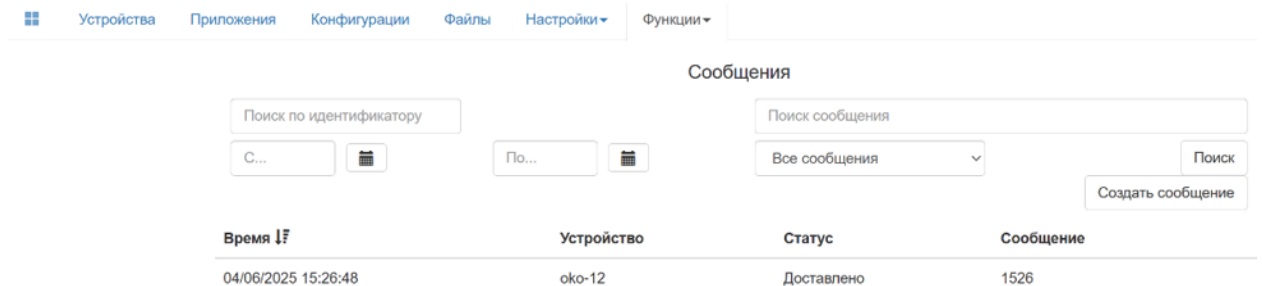 Устройства Приложения Конфигурации Файлы Настройки Функции
Сообщения
Поиск по идентификатору Поиск сообщения
С... По... Все сообщения Поиск
Создать сообщение
Время Устройство Статус Сообщение
04/06/2025 15:26:48 oko-12 Доставлено 1526